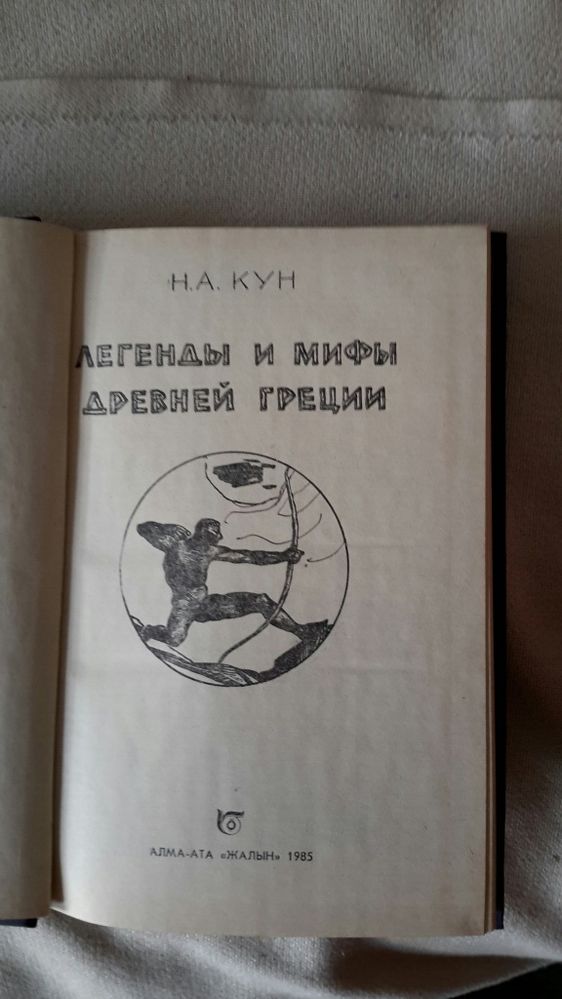 Н.А. КУН
ЛЕГЕНДЫ И МИФЫ
ДРЕВНЕЙ ГРЕЦИИ
АЛМА-АТА «ЖАЛЫН» 1985